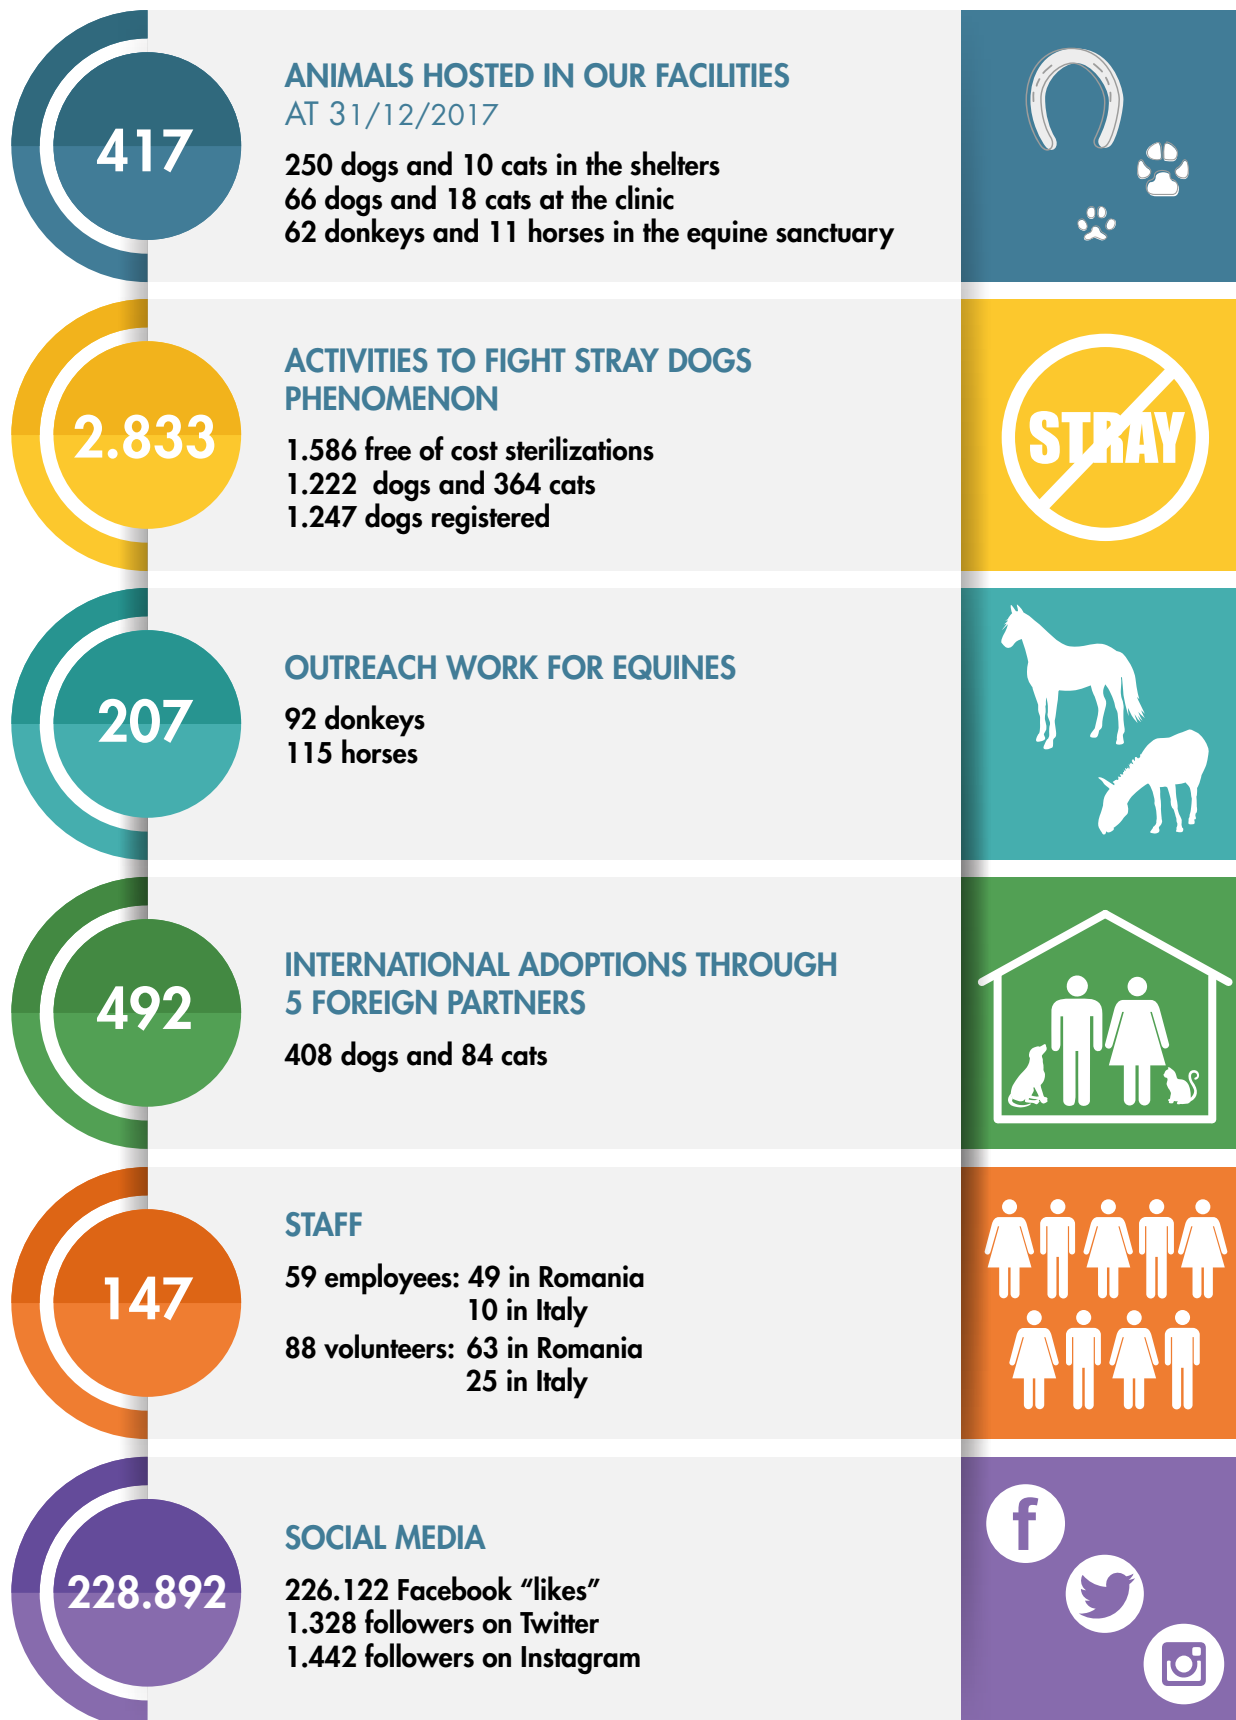 417
ANIMALS HOSTED IN OUR FACILITIES
AT 31/12/2017
250 dogs and 10 cats in the shelters
66 dogs and 18 cats at the clinic
62 donkeys and 11 horses in the equine sanctuary
2.833
ACTIVITIES TO FIGHT STRAY DOGS
PHENOMENON
1.586 free of cost sterilizations
1.222 dogs and 364 cats
1.247 dogs registered
STRAY
207
OUTREACH WORK FOR EQUINES
92 donkeys
115 horses
492
INTERNATIONAL ADOPTIONS THROUGH
5 FOREIGN PARTNERS
408 dogs and 84 cats
147
STAFF
59 employees: 49 in Romania
10 in Italy
88 volunteers: 63 in Romania
25 in Italy
228.892
SOCIAL MEDIA
226.122 Facebook “likes”
1.328 followers on Twitter
1.442 followers on Instagram
f